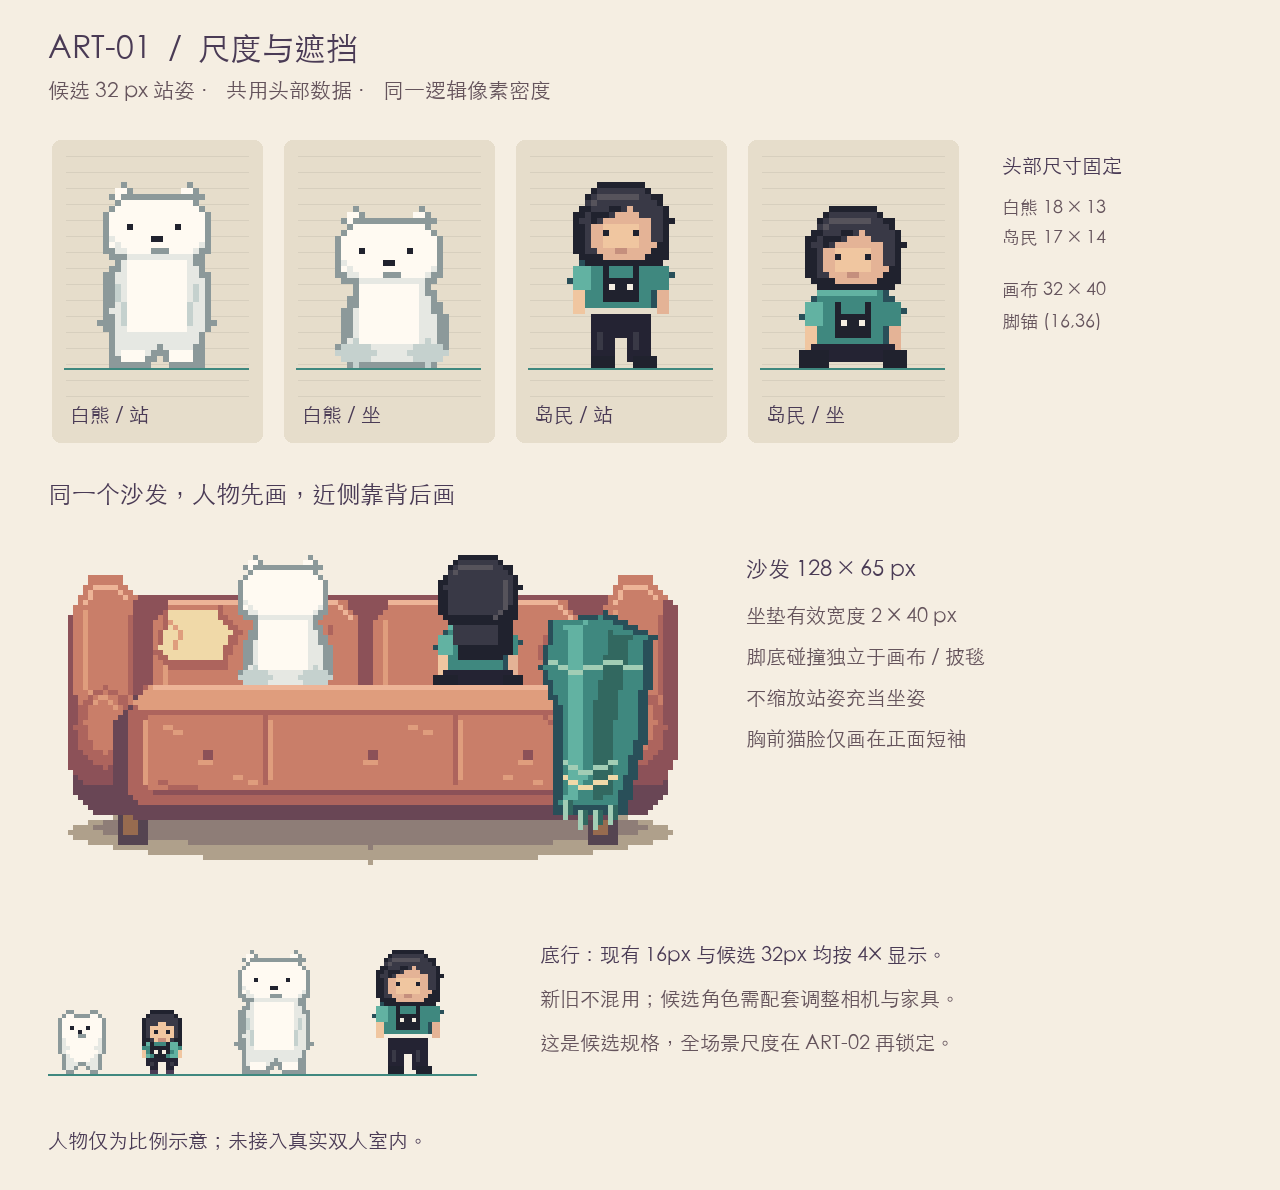 ART-01 / 尺度与遮挡
候选 32 px 站姿 · 共用头部数据 · 同一逻辑像素密度
头部尺寸固定
白熊 18 × 13
岛民 17 × 14
画布 32 × 40
脚锚 (16,36)
白熊 / 站
白熊 / 坐
岛民 / 站
岛民 / 坐
同一个沙发，人物先画，近侧靠背后画
沙发 128 × 65 px
坐垫有效宽度 2 × 40 px
脚底碰撞独立于画布 / 披毯
不缩放站姿充当坐姿
胸前猫脸仅画在正面短袖
底行：现有 16px 与候选 32px 均按 4× 显示。
新旧不混用；候选角色需配套调整相机与家具。
这是候选规格，全场景尺度在 ART-02 再锁定。
人物仅为比例示意；未接入真实双人室内。